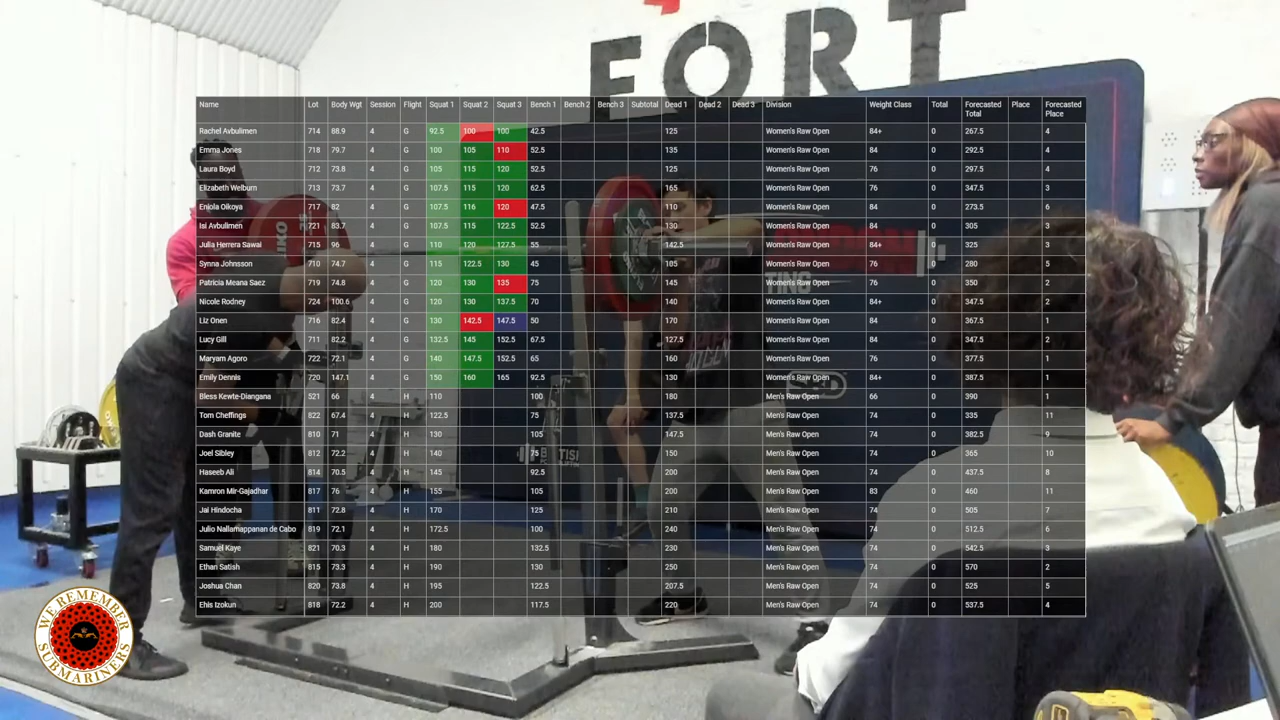 FORT
Name Lot Body Wgt Session Flight Squat 1 Squat 2 Squat 3 Bench 1 Bench 2 Bench 3 Subtotal Dead 1 Dead 2 Dead 3 Division Weight Class Total Forecasted Total Place Forecasted Place
Rachel Avbulimen 714 88.9 4 G 92.5 100 100 42.5 125 Women's Raw Open 84+ 0 267.5 4
Emma Jones 718 79.7 4 G 100 105 110 52.5 135 Women's Raw Open 84 0 292.5 4
Laura Boyd 712 73.8 4 G 105 115 120 52.5 125 Women's Raw Open 76 0 297.5 4
Elizabeth Welburn 713 73.7 4 G 107.5 115 120 62.5 165 Women's Raw Open 76 0 347.5 3
Eniola Oikoya 717 82 4 G 107.5 116 120 47.5 110 Women's Raw Open 84 0 273.5 6
Isi Avbulimen 721 83.7 4 G 107.5 115 122.5 52.5 130 Women's Raw Open 84 0 305 3
Julia Herrera Sawai 715 96 4 G 110 120 127.5 55 142.5 Women's Raw Open 84+ 0 325 3
Synna Johnsson 710 74.7 4 G 115 122.5 130 45 105 Women's Raw Open 76 0 280 5
Patricia Meana Saez 719 74.8 4 G 120 130 135 75 145 Women's Raw Open 76 0 350 2
Nicole Rodney 724 100.6 4 G 120 130 137.5 70 140 Women's Raw Open 84+ 0 347.5 2
Liz Onen 716 82.4 4 G 130 142.5 147.5 50 170 Women's Raw Open 84 0 367.5 1
Lucy Gill 711 82.2 4 G 132.5 145 152.5 67.5 127.5 Women's Raw Open 84 0 347.5 2
Maryam Agoro 722 72.1 4 G 140 147.5 152.5 65 160 Women's Raw Open 76 0 377.5 1
Emily Dennis 720 147.1 4 G 150 160 165 92.5 130 Women's Raw Open 84+ 0 387.5 1
Bless Kewte-Diangana 521 66 4 H 110 100 180 Men's Raw Open 66 0 390 1
Tom Cheffings 822 67.4 4 H 122.5 75 137.5 Men's Raw Open 74 0 335 11
Dash Granite 810 71 4 H 130 105 147.5 Men's Raw Open 74 0 382.5 9
Joel Sibley 812 72.2 4 H 140 75 150 Men's Raw Open 74 0 365 10
Haseeb Ali 814 70.5 4 H 145 92.5 200 Men's Raw Open 74 0 437.5 8
Kamron Mir-Gajadhar 817 76 4 H 155 105 200 Men's Raw Open 83 0 460 11
Jai Hindocha 811 72.8 4 H 170 125 210 Men's Raw Open 74 0 505 7
Julio Nallamappanan de Cabo 819 72.1 4 H 172.5 100 240 Men's Raw Open 74 0 512.5 6
Samuel Kaye 821 70.3 4 H 180 132.5 230 Men's Raw Open 74 0 542.5 3
Ethan Satish 815 73.3 4 H 190 130 250 Men's Raw Open 74 0 570 2
Joshua Chan 820 73.8 4 H 195 122.5 207.5 Men's Raw Open 74 0 525 5
Ehis Izokun 818 72.2 4 H 200 117.5 220 Men's Raw Open 74 0 537.5 4
WE REMEMBER
SUBMARINERS